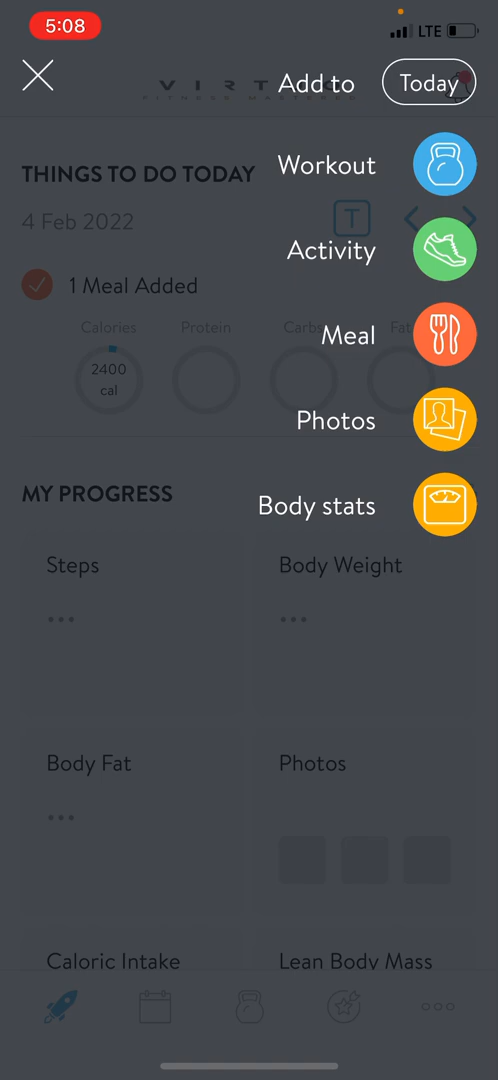 5:08
LTE
Add to
Today
Workout
THINGS TO DO TODAY
4 Feb 2022
T
Activity
1 Meal Added
Calories
Protein
Carbs
Fat
Meal
2400
cal
Photos
MY PROGRESS
Body stats
Steps
Body Weight
Body Fat
Photos
Caloric Intake
Lean Body Mass